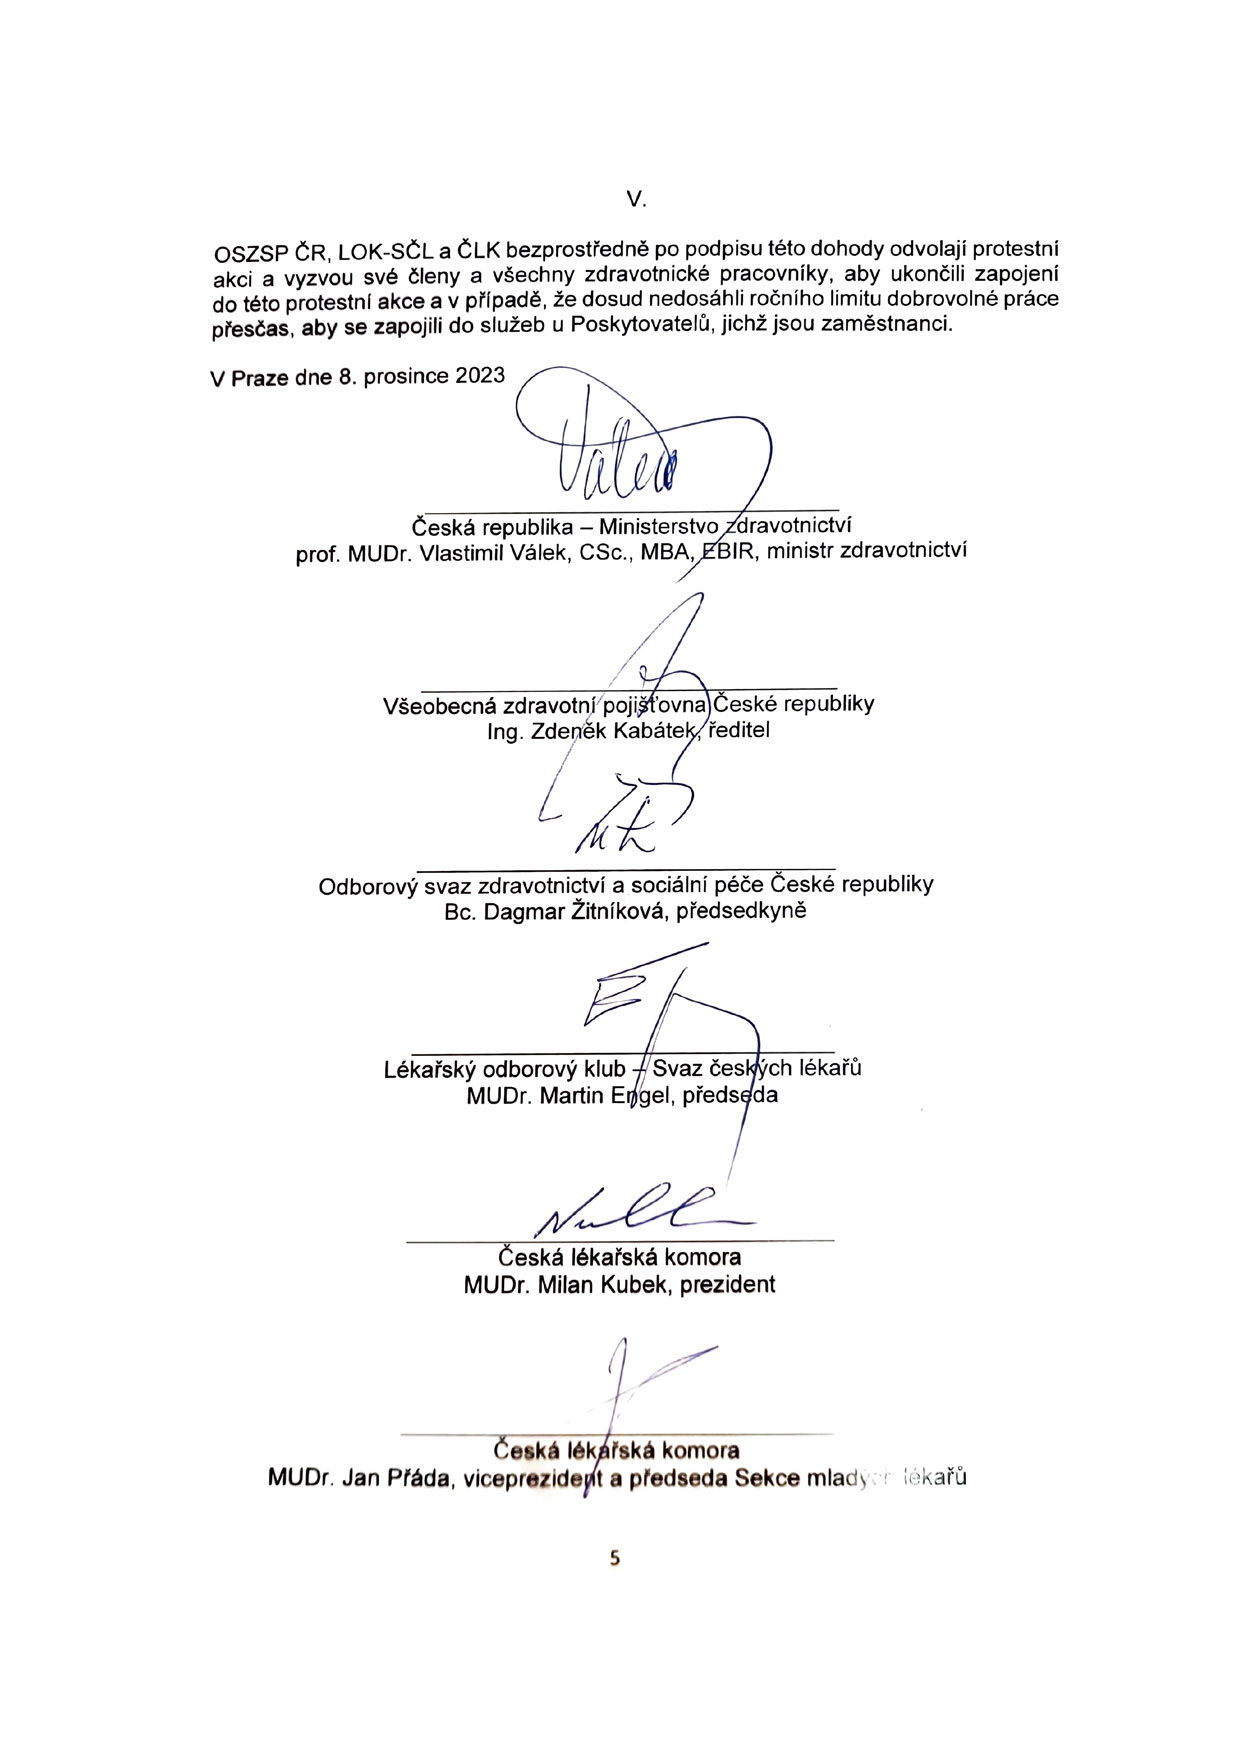 V.
OSZSP ČR, LOK-SČL a ČLK bezprostředně po podpisu této dohody odvolají protestní
akci a vyzvou své členy a všechny zdravotnické pracovníky, aby ukončili zapojení
do této protestní akce a v případě, že dosud nedosáhli ročního limitu dobrovolné práce
přesčas, aby se zapojili do služeb u Poskytovatelů, jichž jsou zaměstnanci.
V Praze dne 8. prosince 2023
Česká republika – Ministerstvo zdravotnictví
prof. MUDr. Vlastimil Válek, CSc., MBA, EBIR, ministr zdravotnictví
Všeobecná zdravotní pojišťovna České republiky
Ing. Zdeněk Kabátek, ředitel
Odborový svaz zdravotnictví a sociální péče České republiky
Bc. Dagmar Žitníková, předsedkyně
Lékařský odborový klub – Svaz českých lékařů
MUDr. Martin Engel, předseda
Česká lékařská komora
MUDr. Milan Kubek, prezident
Česká lékařská komora
MUDr. Jan Přáda, viceprezident a předseda Sekce mladých lékařů
5